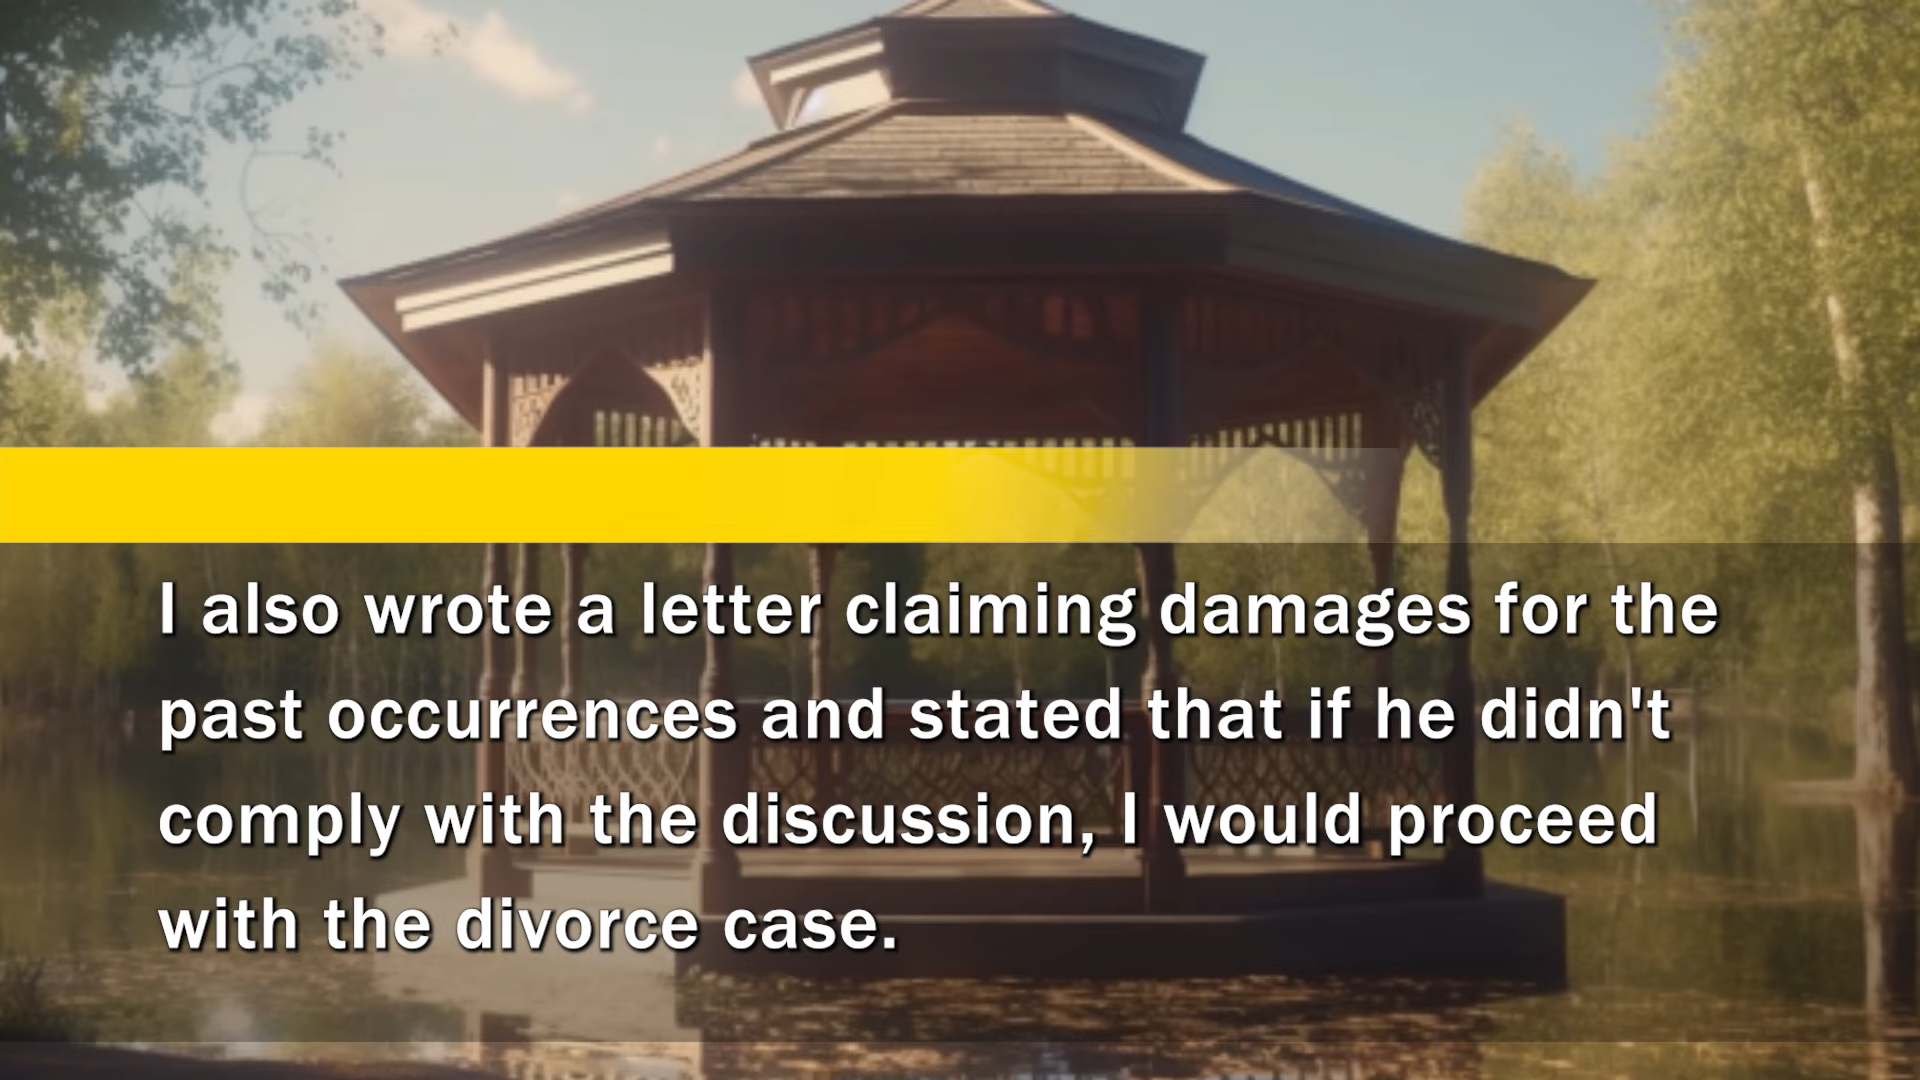 I also wrote a letter claiming damages for the
past occurrences and stated that if he didn't
comply with the discussion, I would proceed
with the divorce case.